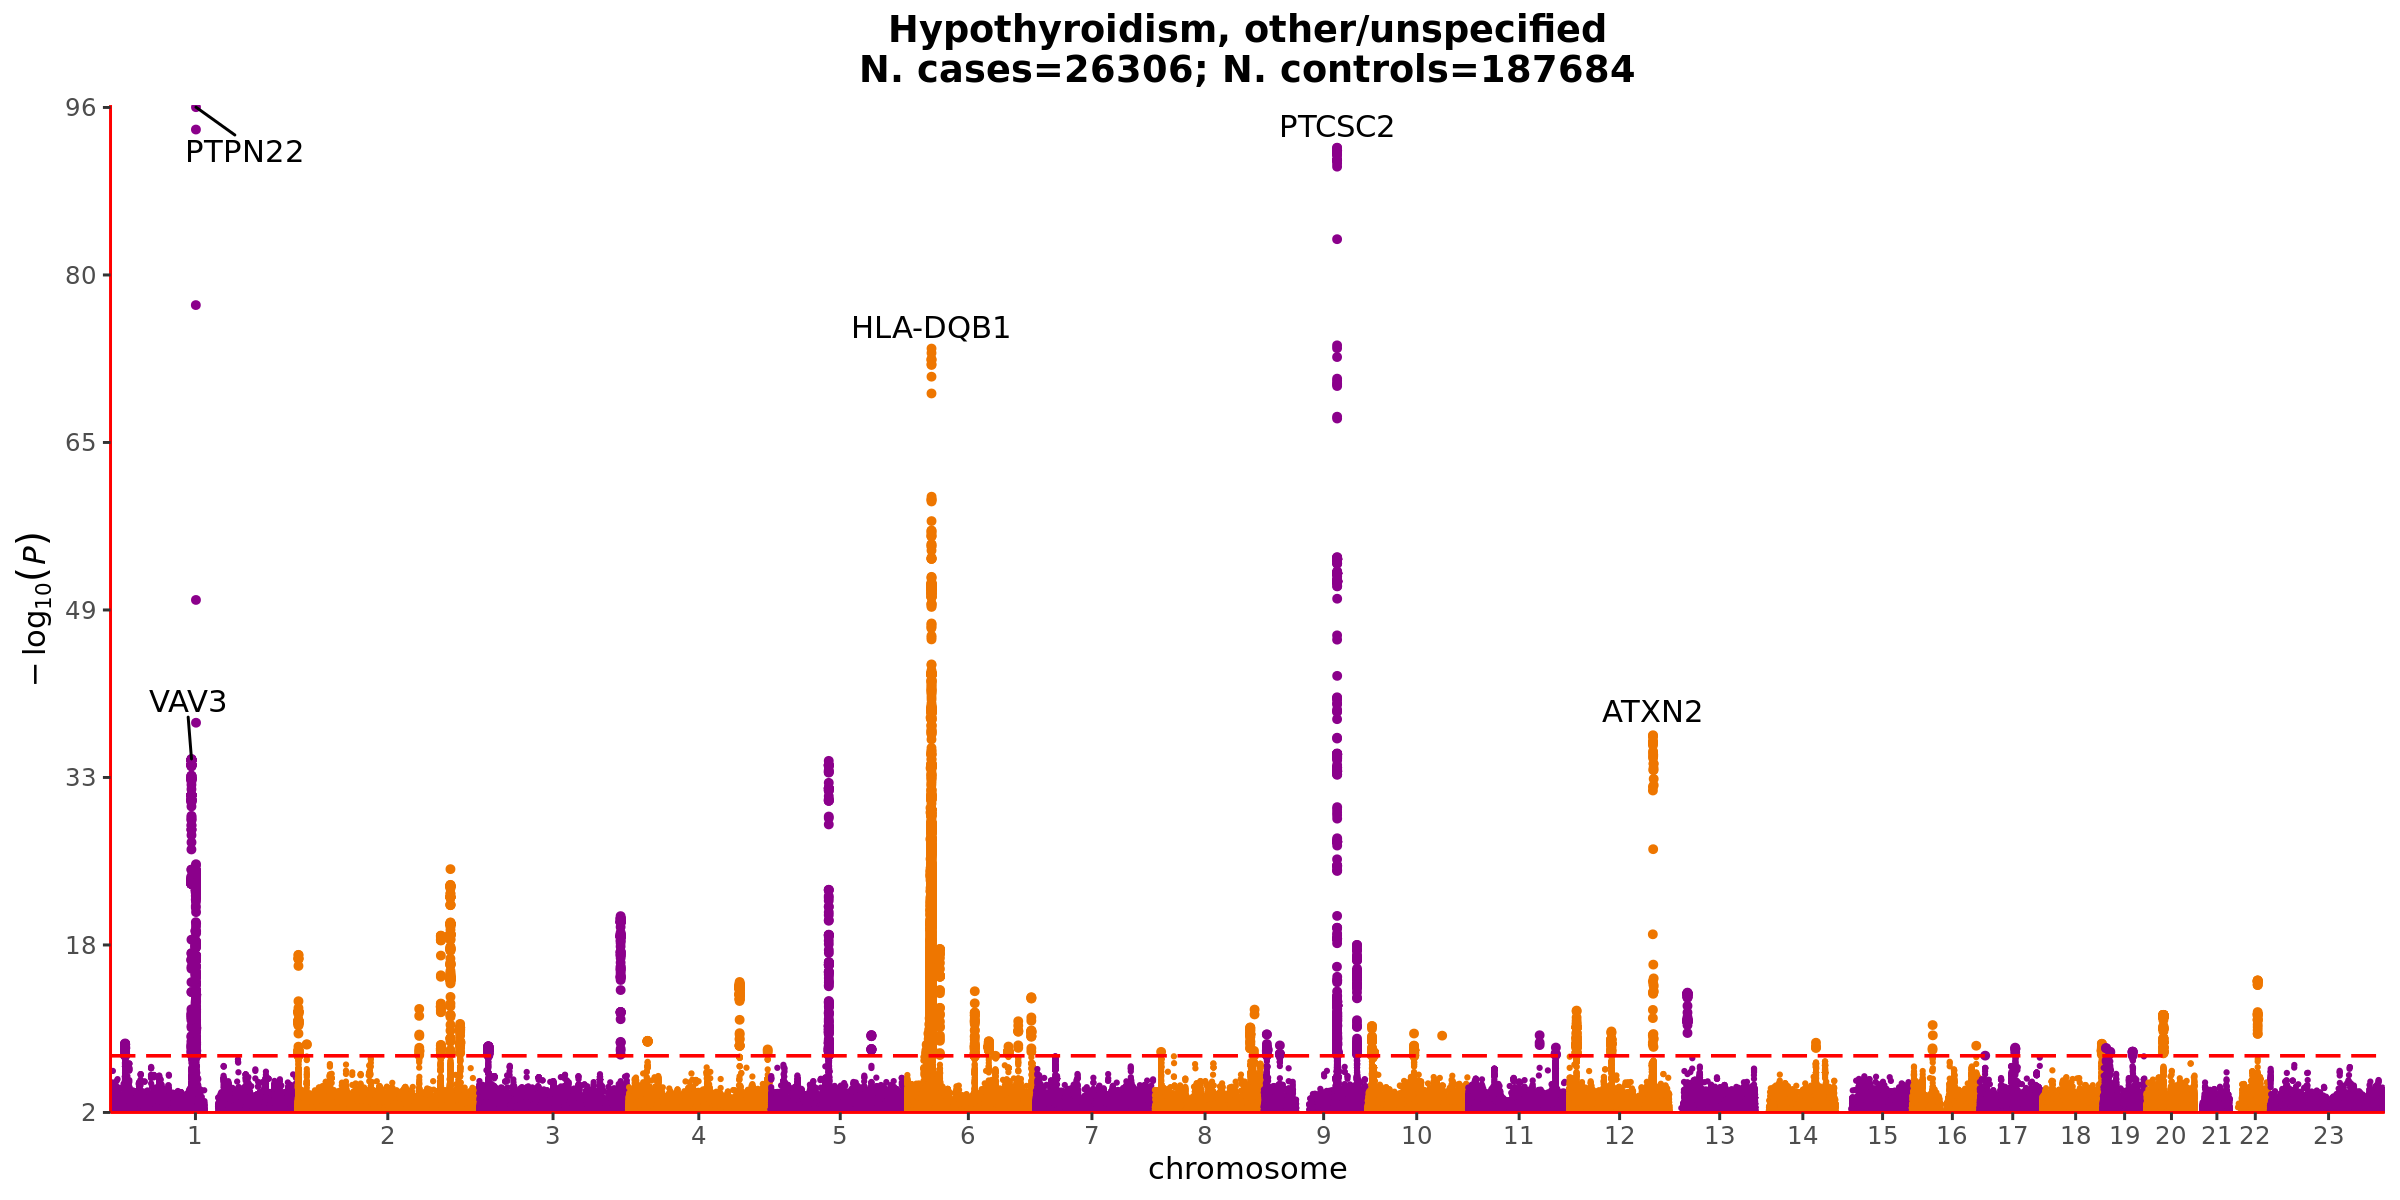 Hypothyroidism, other/unspecified
N. cases=26306; N. controls=187684
96
80
65
49
33
18
2
− log10(P)
PTPN22
PTCSC2
HLA-DQB1
VAV3
ATXN2
1 2 3 4 5 6 7 8 9 10 11 12 13 14 15 16 17 18 19 20 21 22 23
chromosome